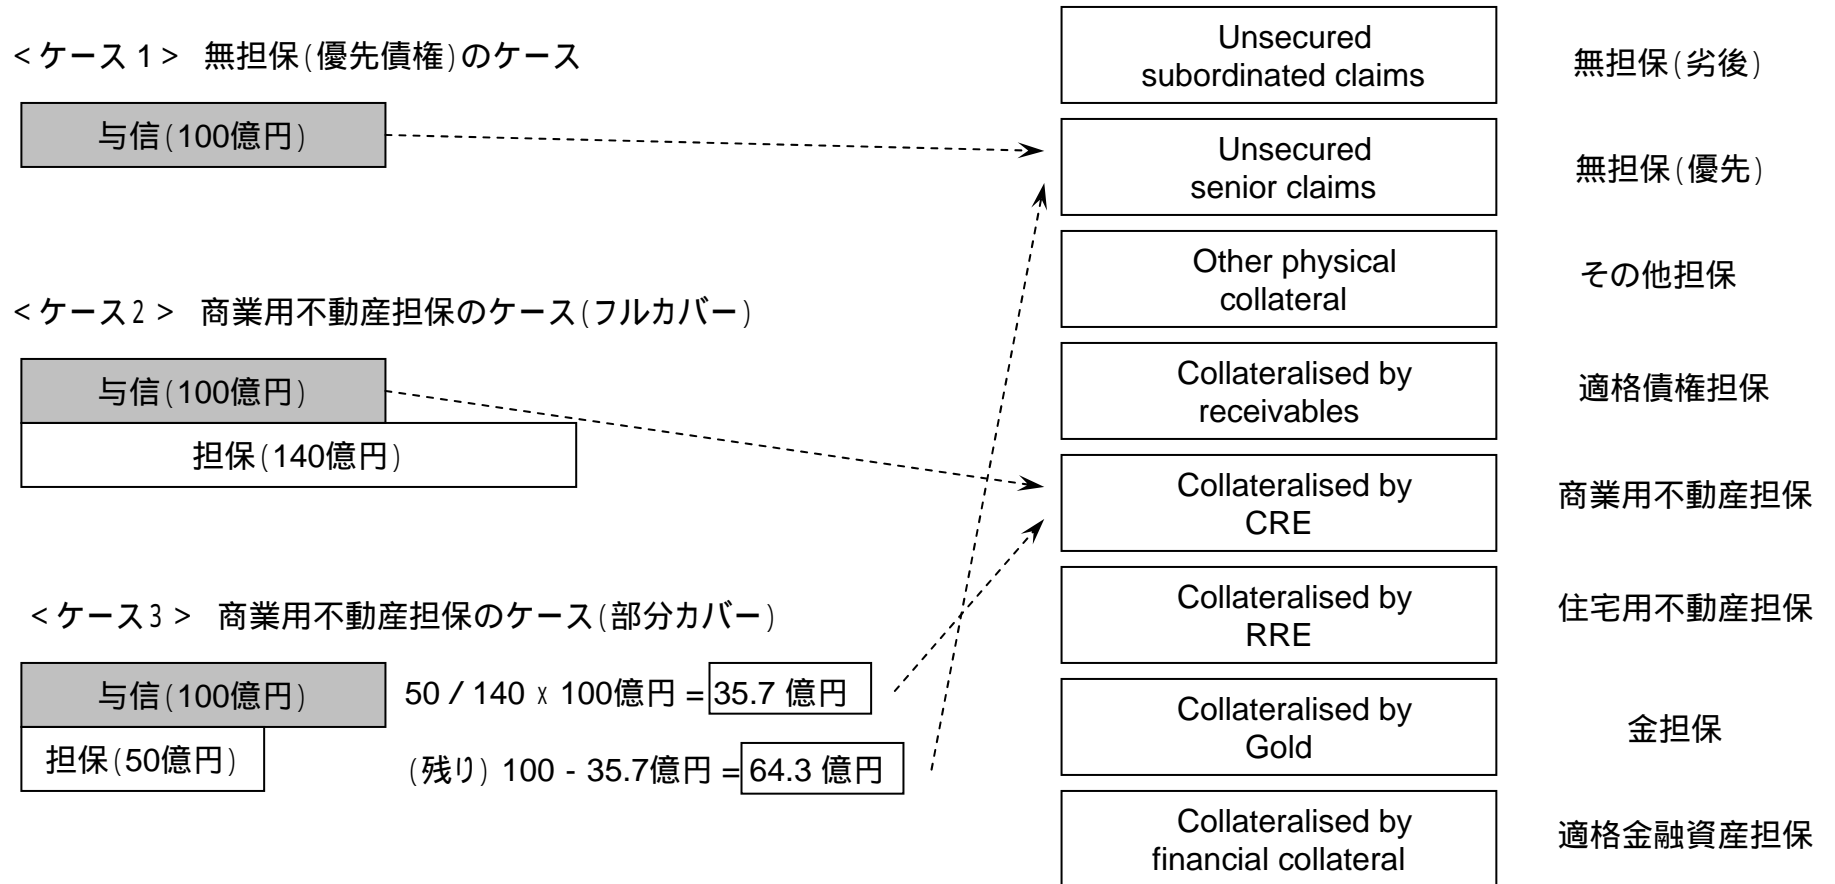 <ケース1> 無担保(優先債権)のケース
与信(100億円)
<ケース2> 商業用不動産担保のケース(フルカバー)
与信(100億円)
担保(140億円)
<ケース3> 商業用不動産担保のケース(部分カバー)
与信(100億円)
50 / 140 x 100億円 = 35.7 億円
担保(50億円)
(残り) 100 - 35.7億円 = 64.3 億円
Unsecured
subordinated claims
無担保(劣後)
Unsecured
senior claims
無担保(優先)
Other physical
collateral
その他担保
Collateralised by
receivables
適格債権担保
Collateralised by
CRE
商業用不動産担保
Collateralised by
RRE
住宅用不動産担保
Collateralised by
Gold
金担保
Collateralised by
financial collateral
適格金融資産担保